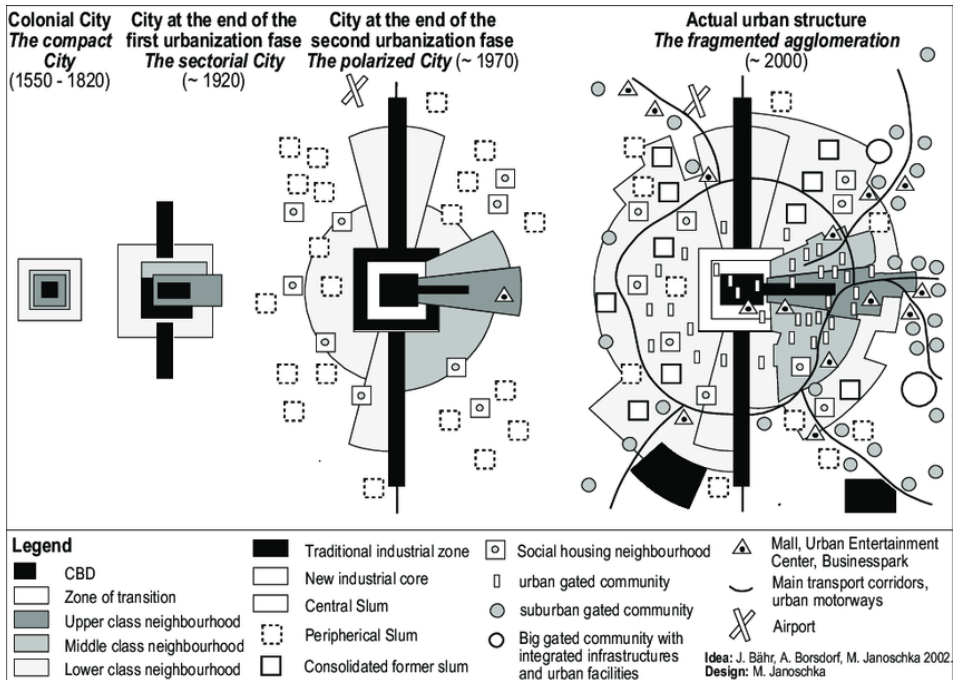 Colonial City
The compact
City
(1550 - 1820)
City at the end of the
first urbanization fase
The sectorial City
(~ 1920)
City at the end of the
second urbanization fase
The polarized City (~ 1970)
Actual urban structure
The fragmented agglomeration
(~ 2000)
Legend
CBD
Zone of transition
Upper class neighbourhood
Middle class neighbourhood
Lower class neighbourhood
Traditional industrial zone
New industrial core
Central Slum
Peripherical Slum
Consolidated former slum
Social housing neighbourhood
urban gated community
suburban gated community
Big gated community with
integrated infrastructures
and urban facilities
Mall, Urban Entertainment
Center, Businesspark
Main transport corridors,
urban motorways
Airport
Idea: J. Bähr, A. Borsdorf, M. Janoschka 2002.
Design: M. Janoschka